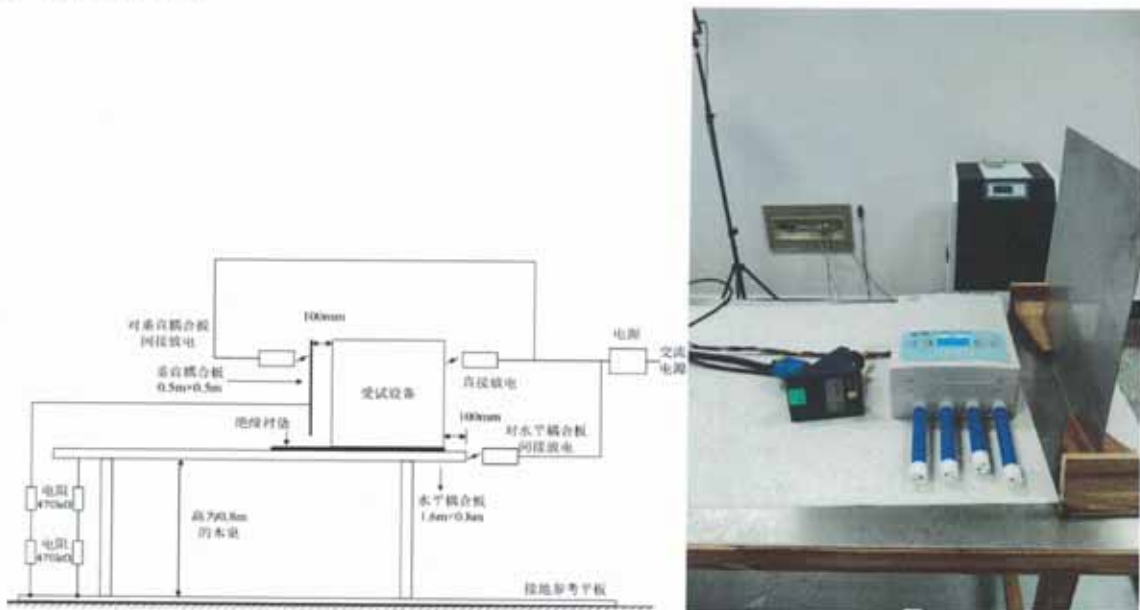 100mm
对垂直耦合板
间接放电
电源
交流
电源
垂直耦合板
0.5m×0.5m
受试设备
直接放电
100mm
绝缘衬垫
对水平耦合板
间接放电
电阻
470kΩ
电阻
470kΩ
高为0.8m
的木桌
水平耦合板
1.6m×0.8m
接地参考平板